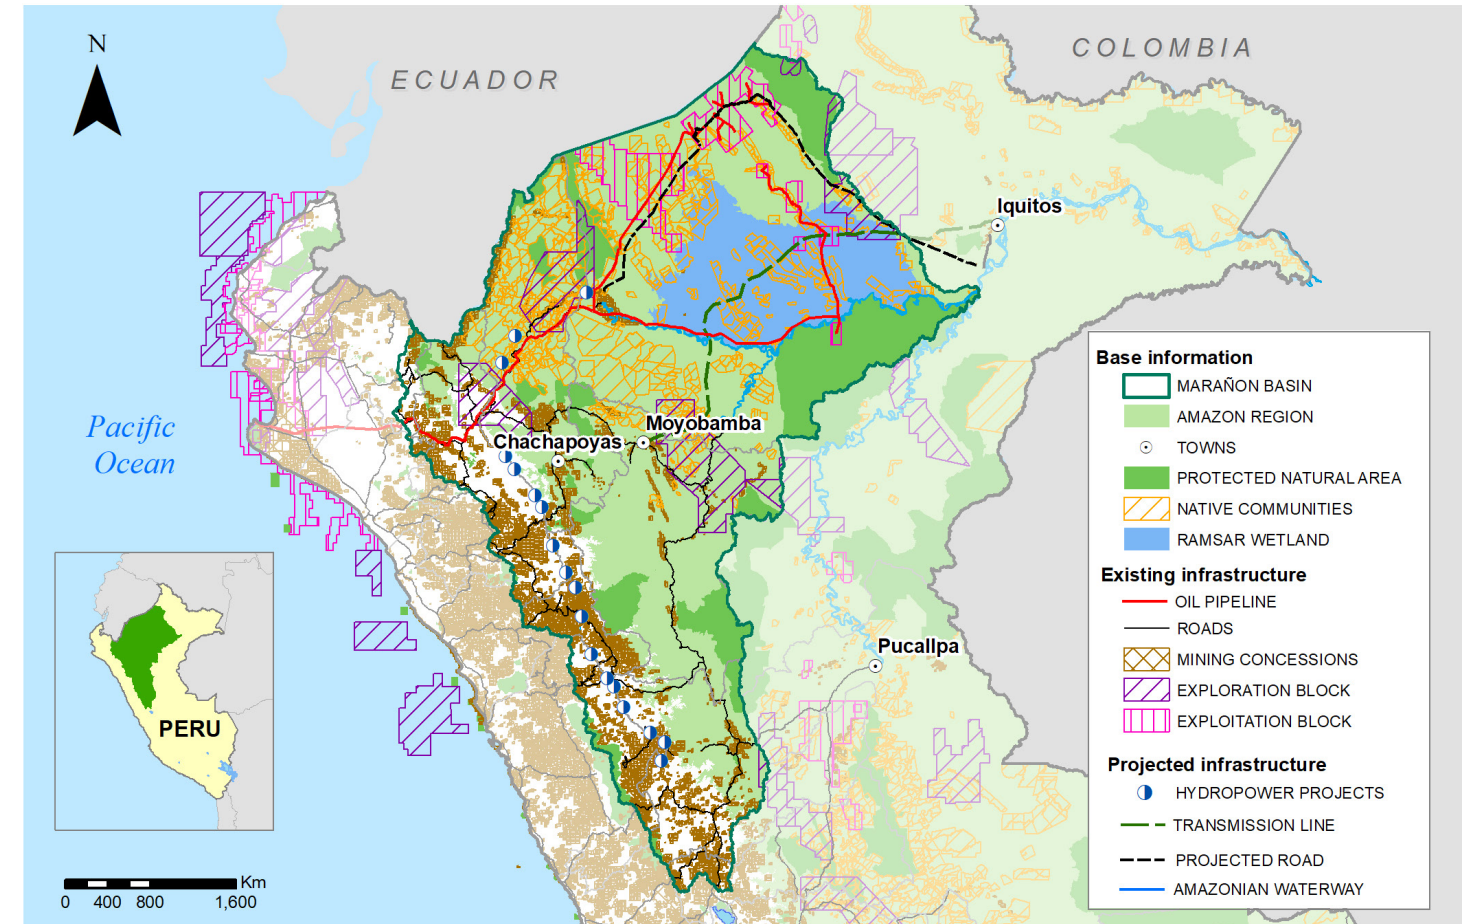 N
ECUADOR
COLOMBIA
Iquitos
Pacific
Ocean
Moyobamba
Chachapoyas
Pucallpa
PERU
Km
0 400 800 1,600
Base information
MARAÑON BASIN
AMAZON REGION
TOWNS
PROTECTED NATURAL AREA
NATIVE COMMUNITIES
RAMSAR WETLAND
Existing infrastructure
OIL PIPELINE
ROADS
MINING CONCESSIONS
EXPLORATION BLOCK
EXPLOITATION BLOCK
Projected infrastructure
HYDROPOWER PROJECTS
TRANSMISSION LINE
PROJECTED ROAD
AMAZONIAN WATERWAY